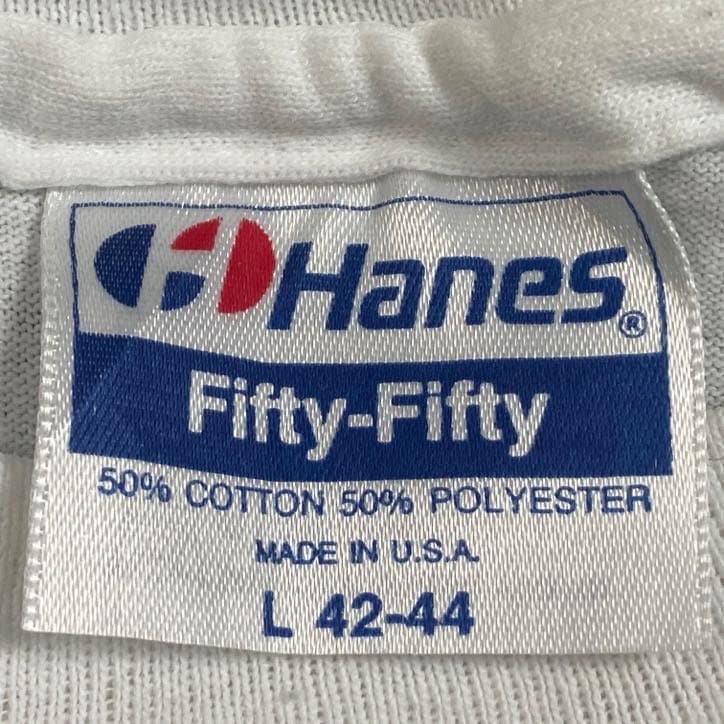 Hanes®
Fifty-Fifty
50% COTTON 50% POLYESTER
MADE IN U.S.A.
L 42-44